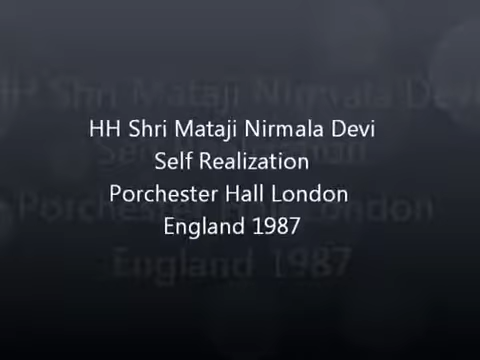 HH Shri Mataji Nirmala Devi
Self Realization
Porchester Hall London
England 1987